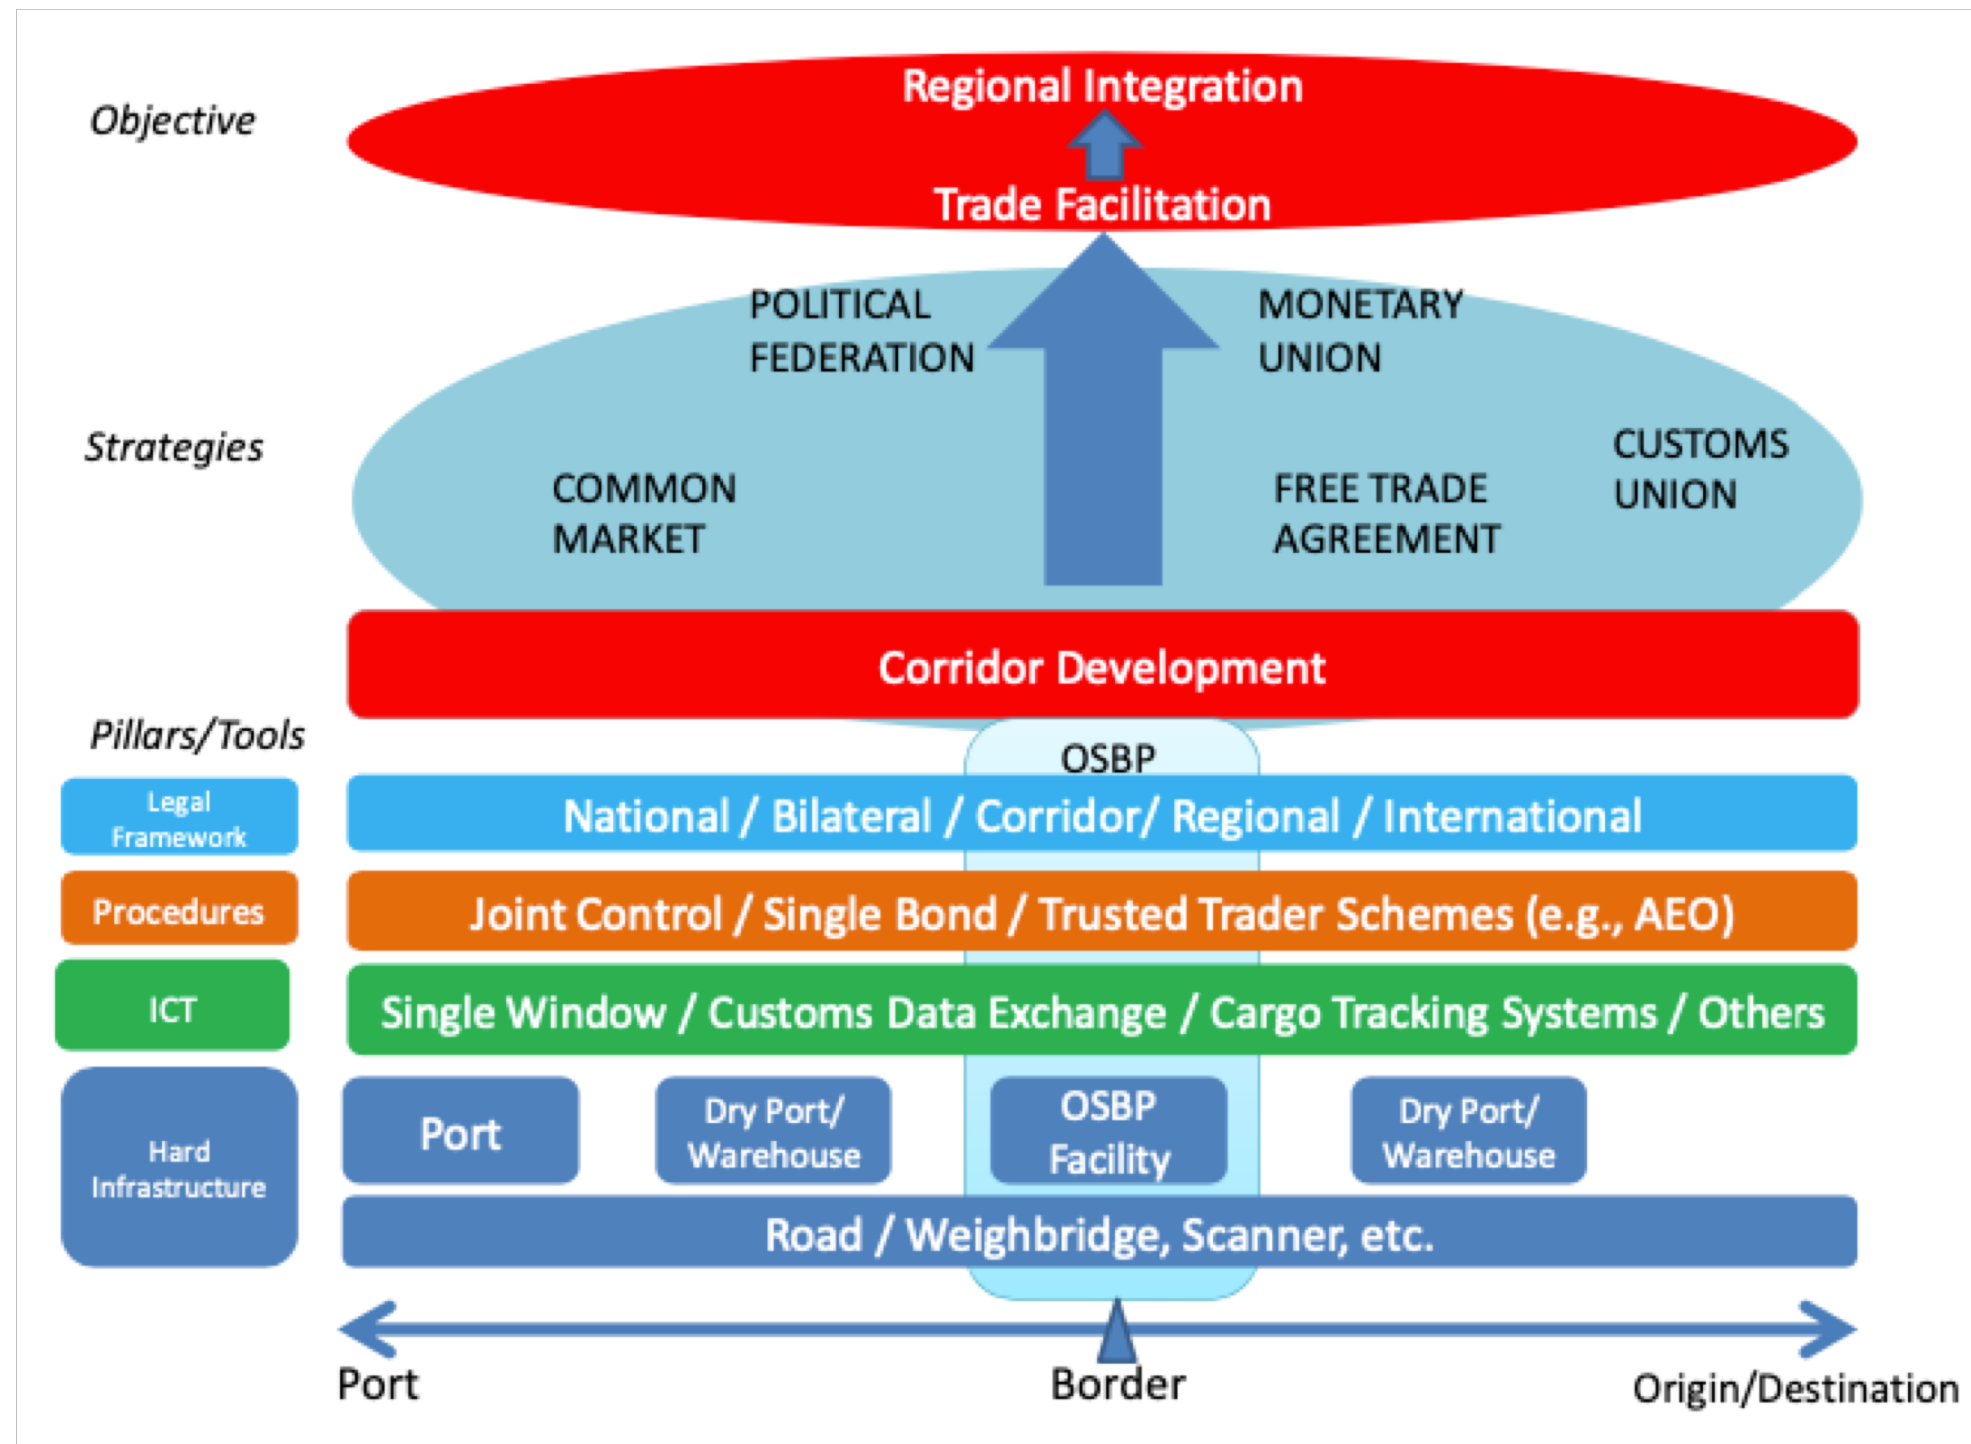 Objective
Regional Integration
Trade Facilitation
Strategies
POLITICAL
FEDERATION
MONETARY
UNION
COMMON
MARKET
FREE TRADE
AGREEMENT
CUSTOMS
UNION
Corridor Development
Pillars/Tools
OSBP
Legal
Framework
National / Bilateral / Corridor/ Regional / International
Procedures
Joint Control / Single Bond / Trusted Trader Schemes (e.g., AEO)
ICT
Single Window / Customs Data Exchange / Cargo Tracking Systems / Others
Hard
Infrastructure
Port
Dry Port/
Warehouse
OSBP
Facility
Dry Port/
Warehouse
Road / Weighbridge, Scanner, etc.
Port
Border
Origin/Destination